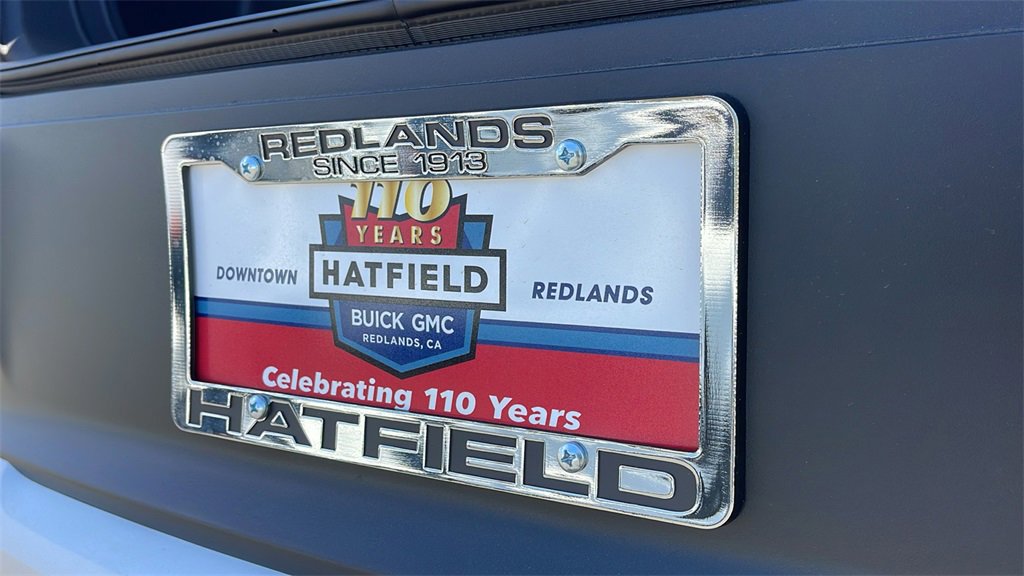 REDLANDS
SINCE 1913
110
YEARS
DOWNTOWN HATFIELD REDLANDS
BUICK GMC
REDLANDS, CA
Celebrating 110 Years
HATFIELD